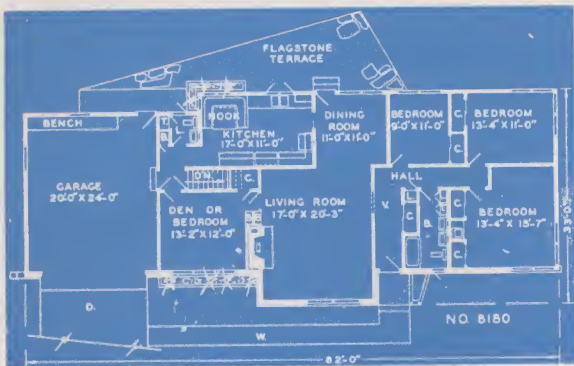 FLAGSTONE
TERRACE
BENCH
T.
B.
L.
NOOK
KITCHEN
17'-0" X 11'-0"
DINING
ROOM
11'-0" X 11'-0"
BEDROOM
9'-0" X 11'-0"
C.
C.
BEDROOM
13'-4" X 11'-0"
GARAGE
20'-0" X 24'-0"
DN.
C.
HALL
DEN OR
BEDROOM
13'-2" X 12'-0"
LIVING ROOM
17'-0" X 20'-3"
V.
C.
B.
C.
C.
BEDROOM
13'-4" X 15'-7"
33'-0"
D.
W.
NO. 8180
82'-0"